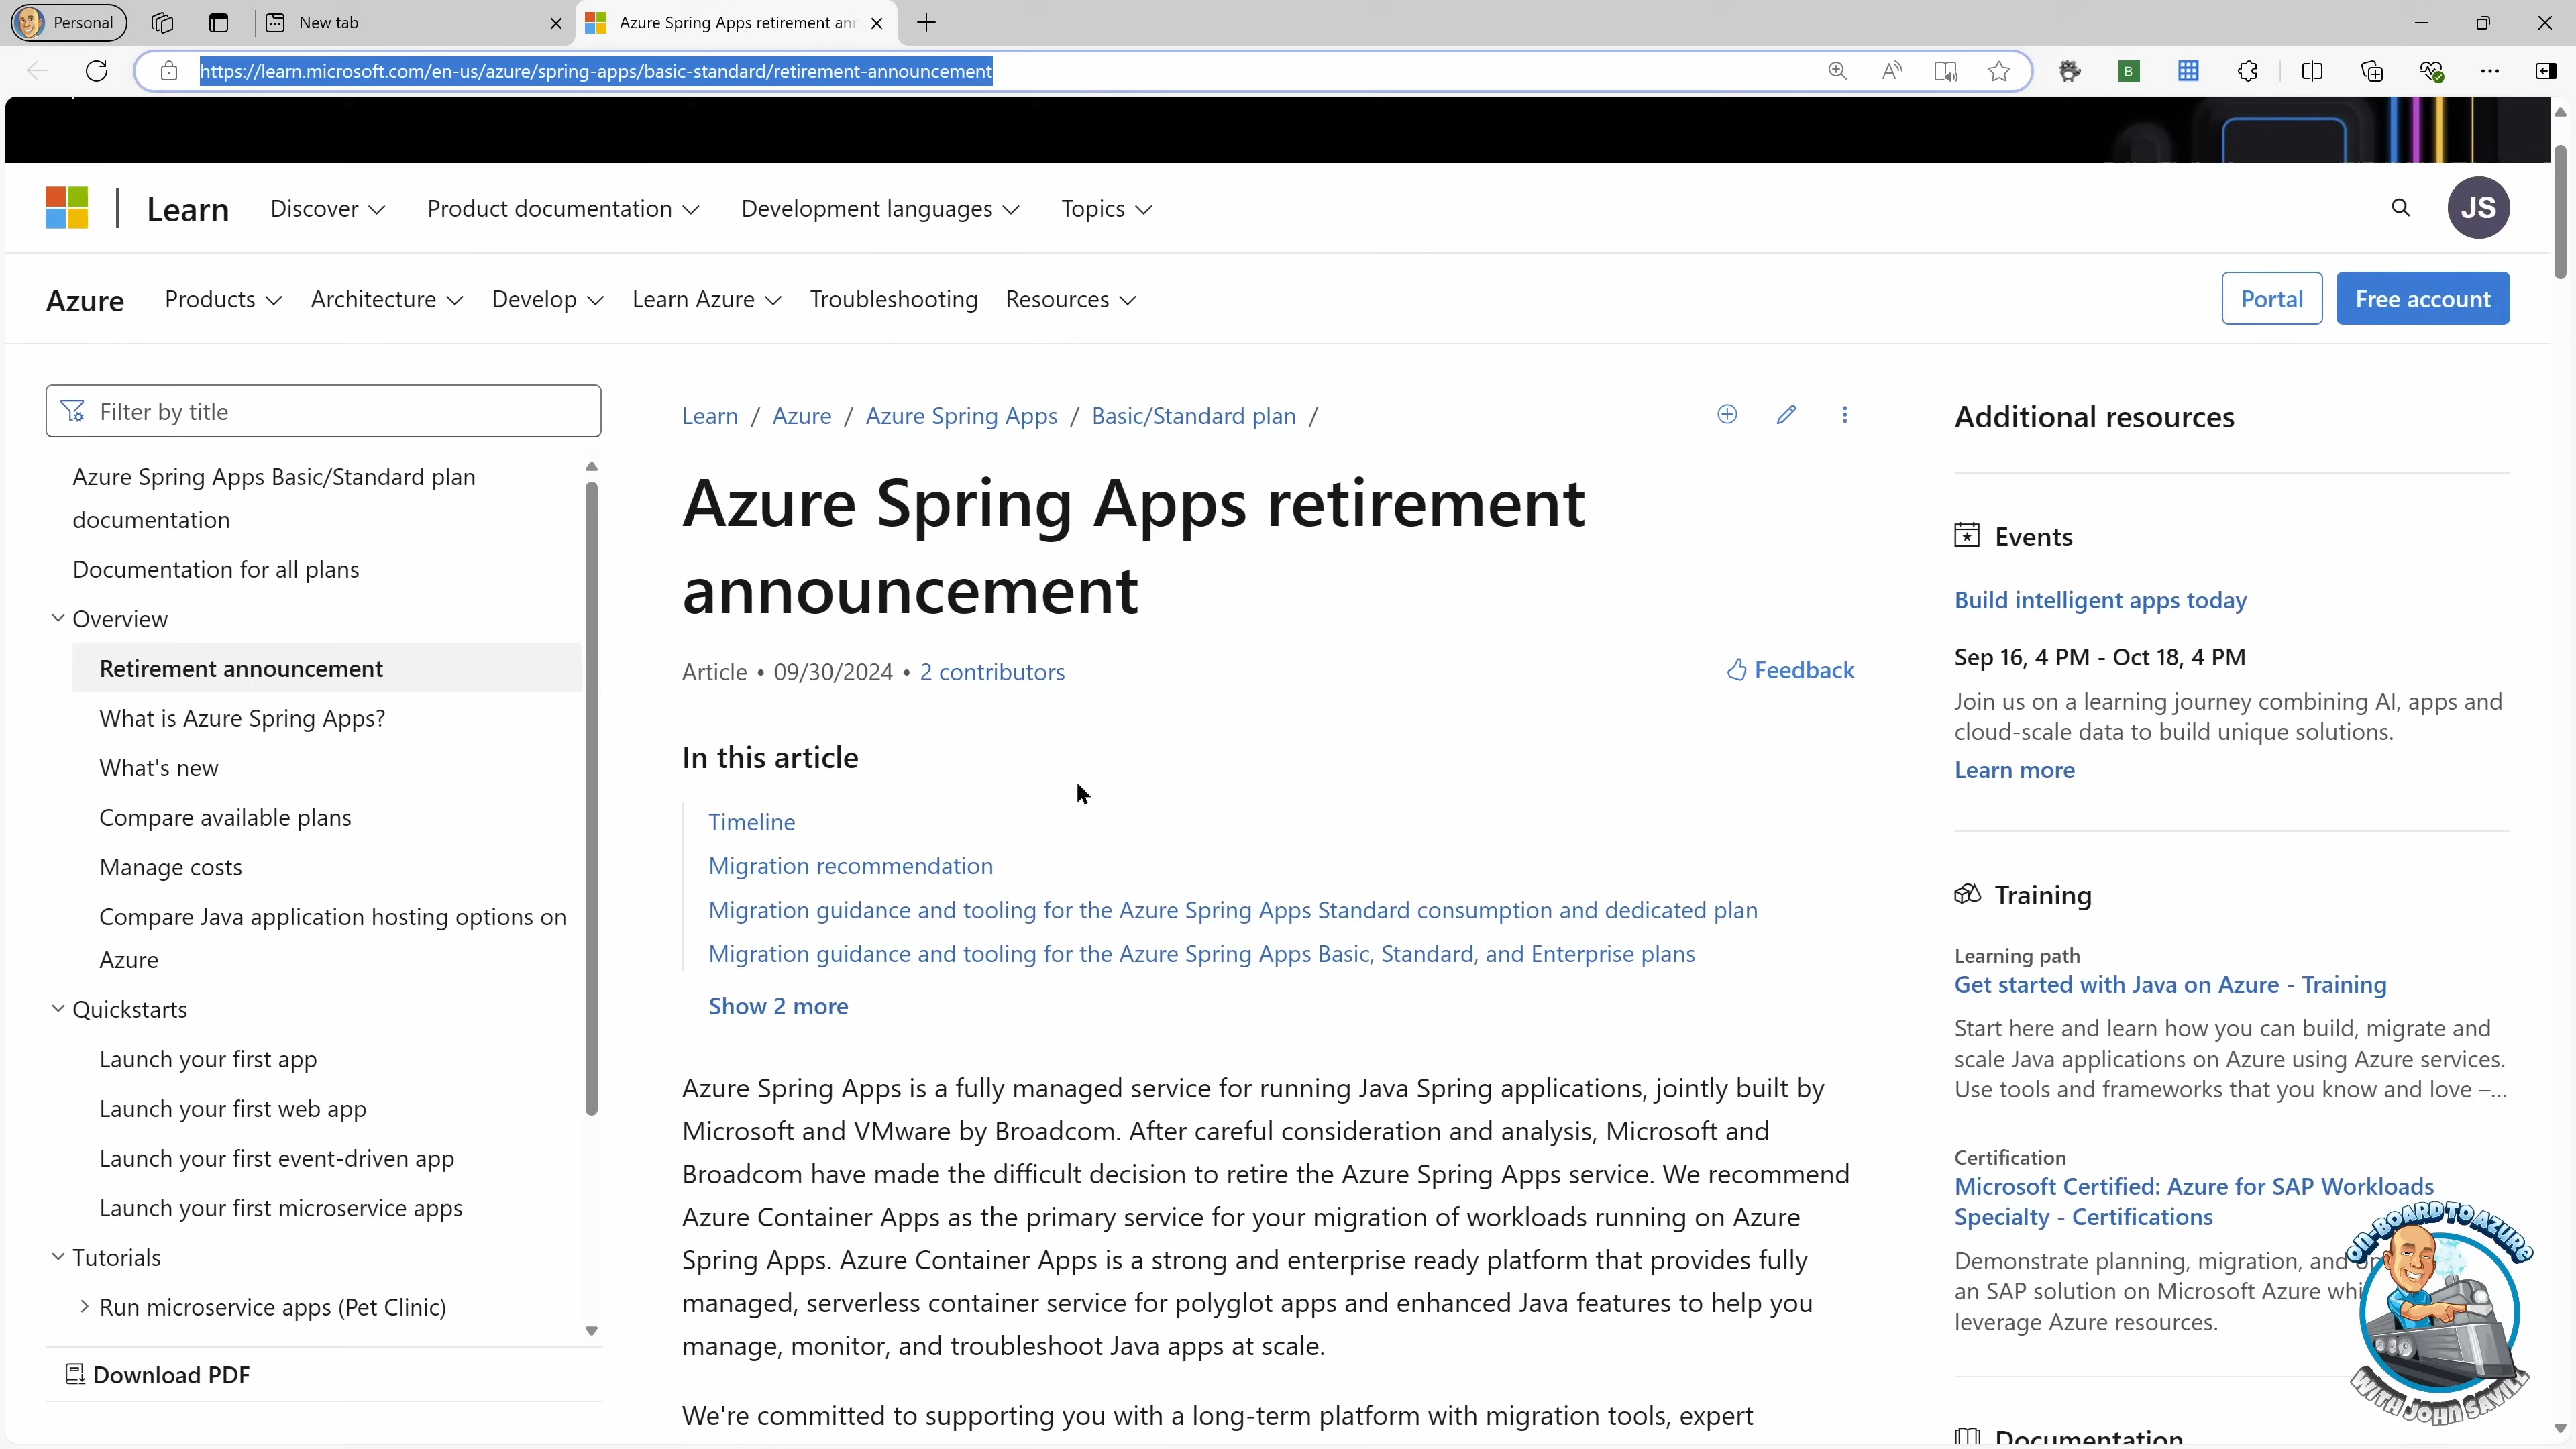 Personal
New tab
Azure Spring Apps retirement ann
https://learn.microsoft.com/en-us/azure/spring-apps/basic-standard/retirement-announcement
B
Learn
Discover
Product documentation
Development languages
Topics
JS
Azure
Products
Architecture
Develop
Learn Azure
Troubleshooting
Resources
Portal
Free account
Filter by title
Azure Spring Apps Basic/Standard plan
documentation
Documentation for all plans
Overview
Retirement announcement
What is Azure Spring Apps?
What's new
Compare available plans
Manage costs
Compare Java application hosting options on
Azure
Quickstarts
Launch your first app
Launch your first web app
Launch your first event-driven app
Launch your first microservice apps
Tutorials
Run microservice apps (Pet Clinic)
Download PDF
Learn / Azure / Azure Spring Apps / Basic/Standard plan /
Azure Spring Apps retirement
announcement
Article • 09/30/2024 • 2 contributors
Feedback
In this article
Timeline
Migration recommendation
Migration guidance and tooling for the Azure Spring Apps Standard consumption and dedicated plan
Migration guidance and tooling for the Azure Spring Apps Basic, Standard, and Enterprise plans
Show 2 more
Azure Spring Apps is a fully managed service for running Java Spring applications, jointly built by
Microsoft and VMware by Broadcom. After careful consideration and analysis, Microsoft and
Broadcom have made the difficult decision to retire the Azure Spring Apps service. We recommend
Azure Container Apps as the primary service for your migration of workloads running on Azure
Spring Apps. Azure Container Apps is a strong and enterprise ready platform that provides fully
managed, serverless container service for polyglot apps and enhanced Java features to help you
manage, monitor, and troubleshoot Java apps at scale.
We're committed to supporting you with a long-term platform with migration tools, expert
Additional resources
Events
Build intelligent apps today
Sep 16, 4 PM - Oct 18, 4 PM
Join us on a learning journey combining AI, apps and
cloud-scale data to build unique solutions.
Learn more
Training
Learning path
Get started with Java on Azure - Training
Start here and learn how you can build, migrate and
scale Java applications on Azure using Azure services.
Use tools and frameworks that you know and love –...
Certification
Microsoft Certified: Azure for SAP Workloads
Specialty - Certifications
Demonstrate planning, migration, and op
an SAP solution on Microsoft Azure whi
leverage Azure resources.
Documentation
ON-BOARD TO AZURE
WITH JOHN SAVILL